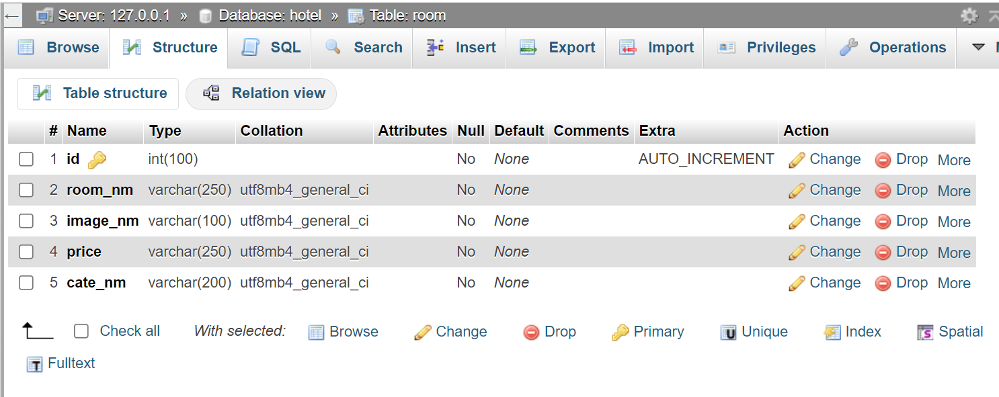 Server: 127.0.0.1 » Database: hotel » Table: room
Browse Structure SQL Search Insert Export Import Privileges Operations
Table structure Relation view
# Name Type Collation Attributes Null Default Comments Extra Action
1 id int(100) No None AUTO_INCREMENT Change Drop More
2 room_nm varchar(250) utf8mb4_general_ci No None Change Drop More
3 image_nm varchar(100) utf8mb4_general_ci No None Change Drop More
4 price varchar(250) utf8mb4_general_ci No None Change Drop More
5 cate_nm varchar(200) utf8mb4_general_ci No None Change Drop More
Check all With selected: Browse Change Drop Primary Unique Index Spatial
Fulltext